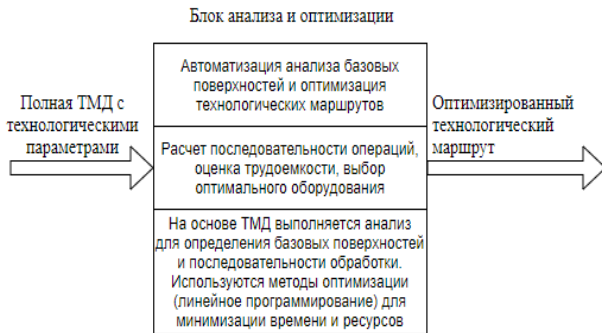 Блок анализа и оптимизации
Автоматизация анализа базовых
поверхностей и оптимизация
технологических маршрутов
Полная ТМД с
технологическими
параметрами
Расчет последовательности операций,
оценка трудоемкости, выбор
оптимального оборудования
Оптимизированный
технологический
маршрут
На основе ТМД выполняется анализ
для определения базовых поверхностей
и последовательности обработки.
Используются методы оптимизации
(линейное программирование) для
минимизации времени и ресурсов